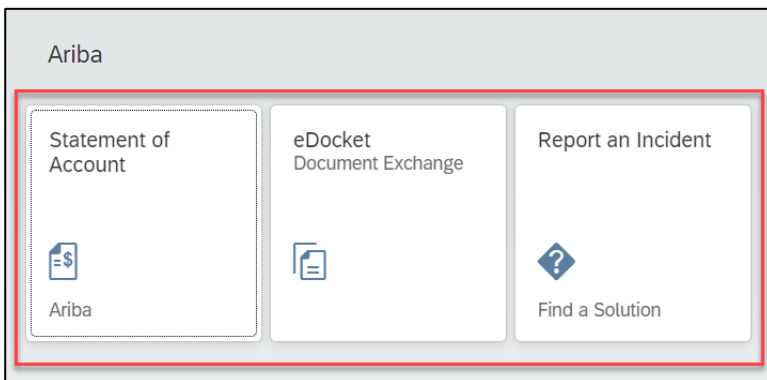 Ariba
Statement of
Account
Ariba
eDocket
Document Exchange
Report an Incident
Find a Solution